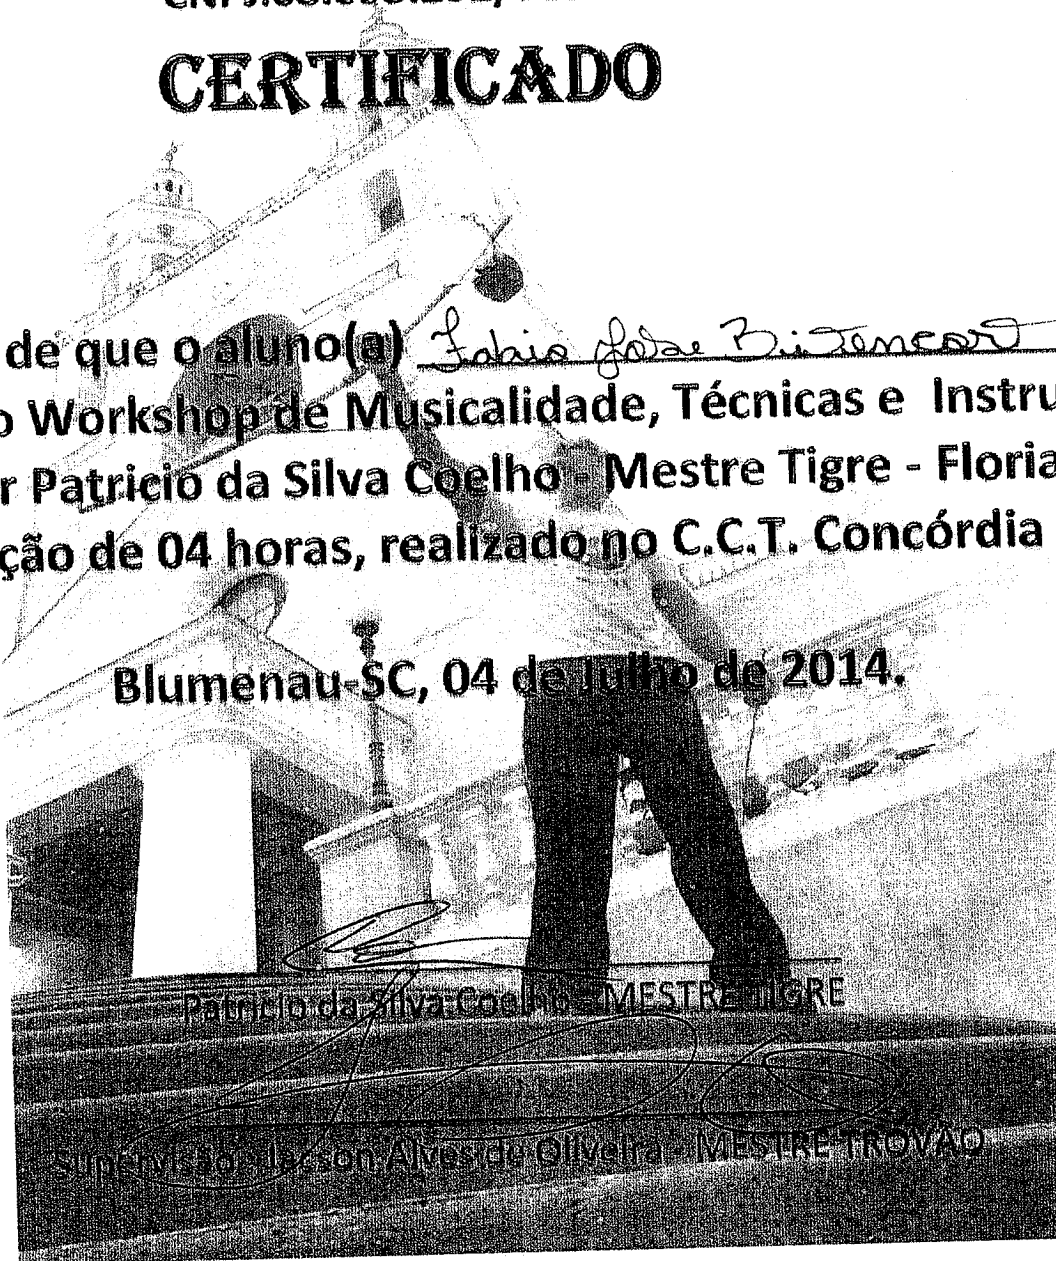 CERTIFICADO
de que o aluno(a) Fabio Jose Bitencort
o Workshop de Musicalidade, Técnicas e Instru
r Patricio da Silva Coelho - Mestre Tigre - Floria
ção de 04 horas, realizado no C.C.T. Concórdia
Blumenau-SC, 04 de Julho de 2014.
Patricio da Silva Coelho - MESTRE TIGRE
Supervisão Jacson Alves de Oliveira - MESTRE TROVÃO